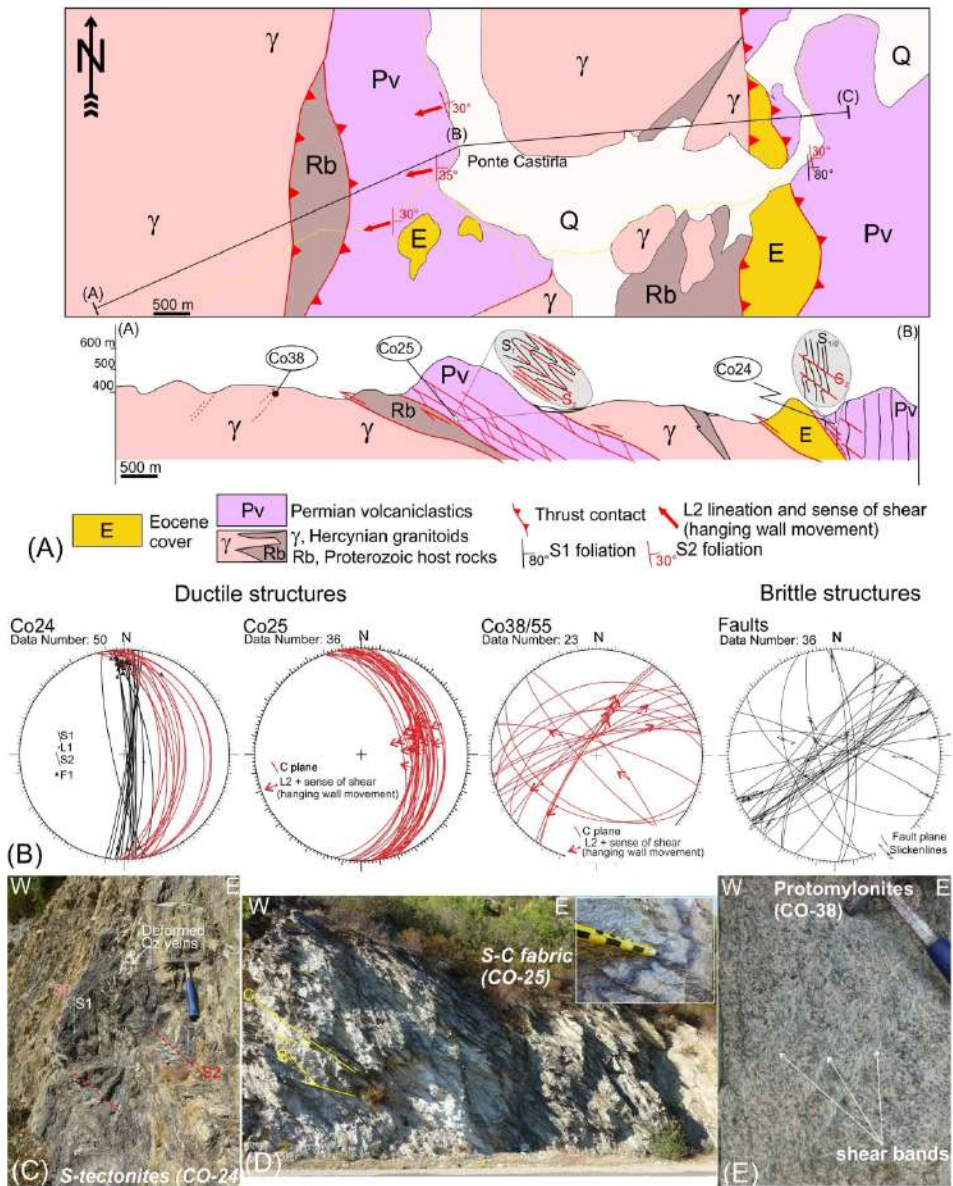 N
γ
Pv
γ
Q
30°
(B)
(C)
γ
Rb
Ponte Castirla
35°
30°
80°
γ
30°
E
Q
γ
E
Pv
Rb
(A)
500 m
γ
(A)
(B)
600 m
500
400
Co38
Co25
Pv
S1
S2
Co24
S1/0
S2
Rb
Pv
γ
γ
γ
E
500 m
(A)
E
Eocene
cover
Pv
Permian volcaniclastics
γ
Rb
γ, Hercynian granitoids
Rb, Proterozoic host rocks
Thrust contact
L2 lineation and sense of shear
(hanging wall movement)
80°
S1 foliation
30°
S2 foliation
Ductile structures
Brittle structures
Co24
Data Number: 50
N
Co25
Data Number: 36
N
Co38/55
Data Number: 23
N
Faults
Data Number: 36
N
S1
L1
S2
F1
C plane
L2 + sense of shear
(hanging wall movement)
C plane
L2 + sense of shear
(hanging wall movement)
Fault plane
Slickenlines
(B)
W
E
Deformed
Qz veins
S0
S1
S2
(C)
S-tectonites (CO-24)
W
E
S-C fabric
(CO-25)
C
S
(D)
W
E
Protomylonites
(CO-38)
shear bands
(E)